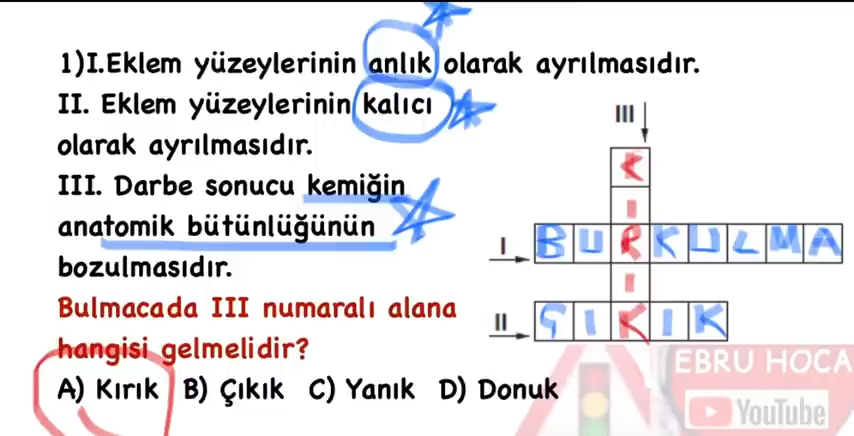 1)I.Eklem yüzeylerinin anlık olarak ayrılmasıdır.
II. Eklem yüzeylerinin kalıcı
olarak ayrılmasıdır.
III. Darbe sonucu kemiğin
anatomik bütünlüğünün
bozulmasıdır.
Bulmacada III numaralı alana
hangisi gelmelidir?
A) Kırık B) Çıkık C) Yanık D) Donuk
III
K
I
I BURKULMA
I
II ÇIKIK
EBRU HOCA
YouTube